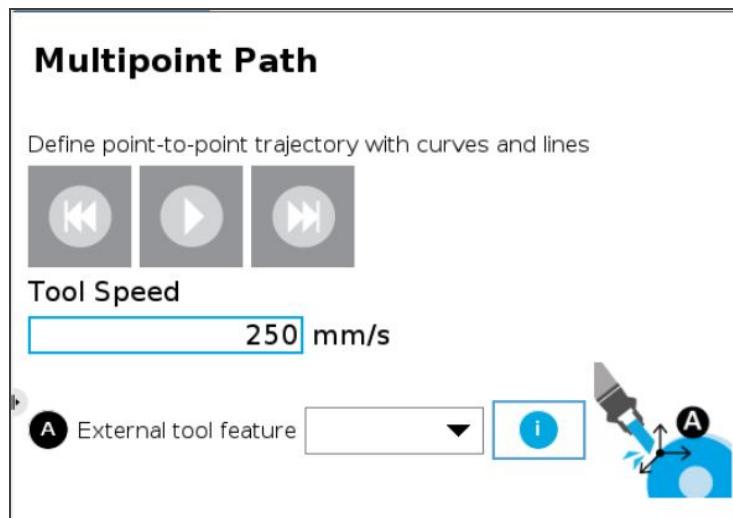 Multipoint Path
Define point-to-point trajectory with curves and lines
Tool Speed
250 mm/s
A External tool feature i
A